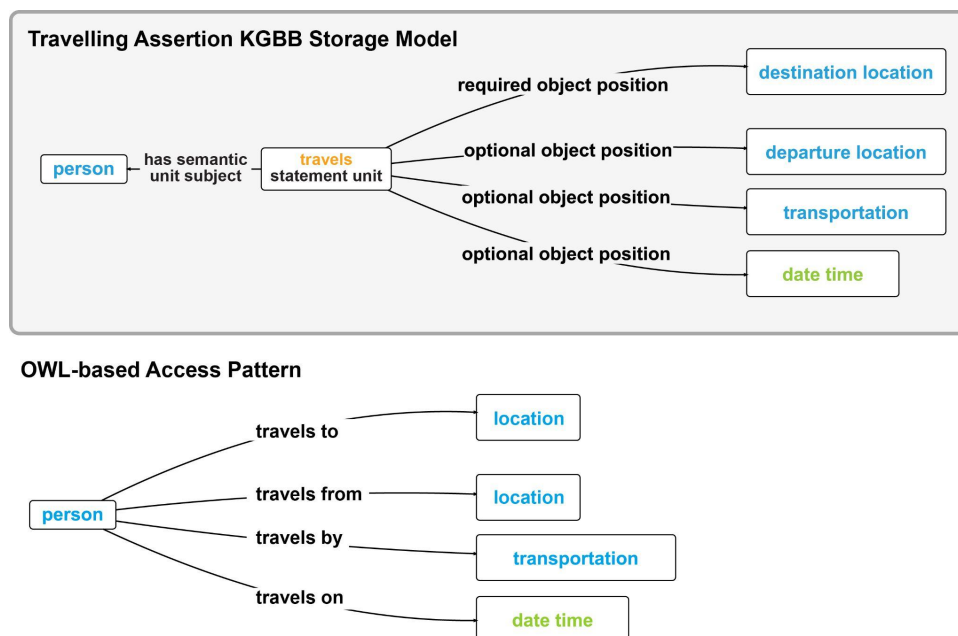 Travelling Assertion KGBB Storage Model
required object position
destination location
optional object position
departure location
person
has semantic
unit subject
travels
statement unit
optional object position
transportation
optional object position
date time
OWL-based Access Pattern
travels to
location
travels from
location
person
travels by
transportation
travels on
date time